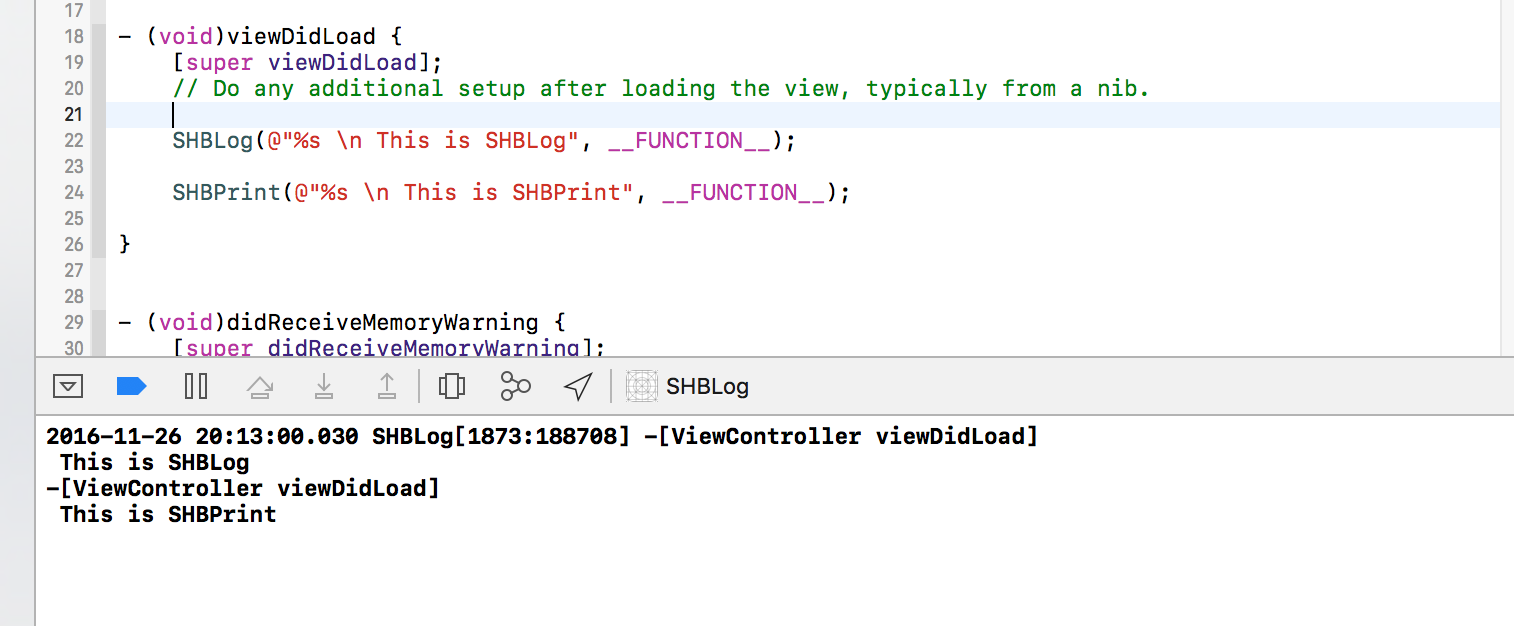 17
18 - (void)viewDidLoad {
19 [super viewDidLoad];
20 // Do any additional setup after loading the view, typically from a nib.
21
22 SHBLog(@"%s \n This is SHBLog", __FUNCTION__);
23
24 SHBPrint(@"%s \n This is SHBPrint", __FUNCTION__);
25
26 }
27
28
29 - (void)didReceiveMemoryWarning {
30 [super didReceiveMemoryWarning];
SHBLog
2016-11-26 20:13:00.030 SHBLog[1873:188708] -[ViewController viewDidLoad]
This is SHBLog
-[ViewController viewDidLoad]
This is SHBPrint